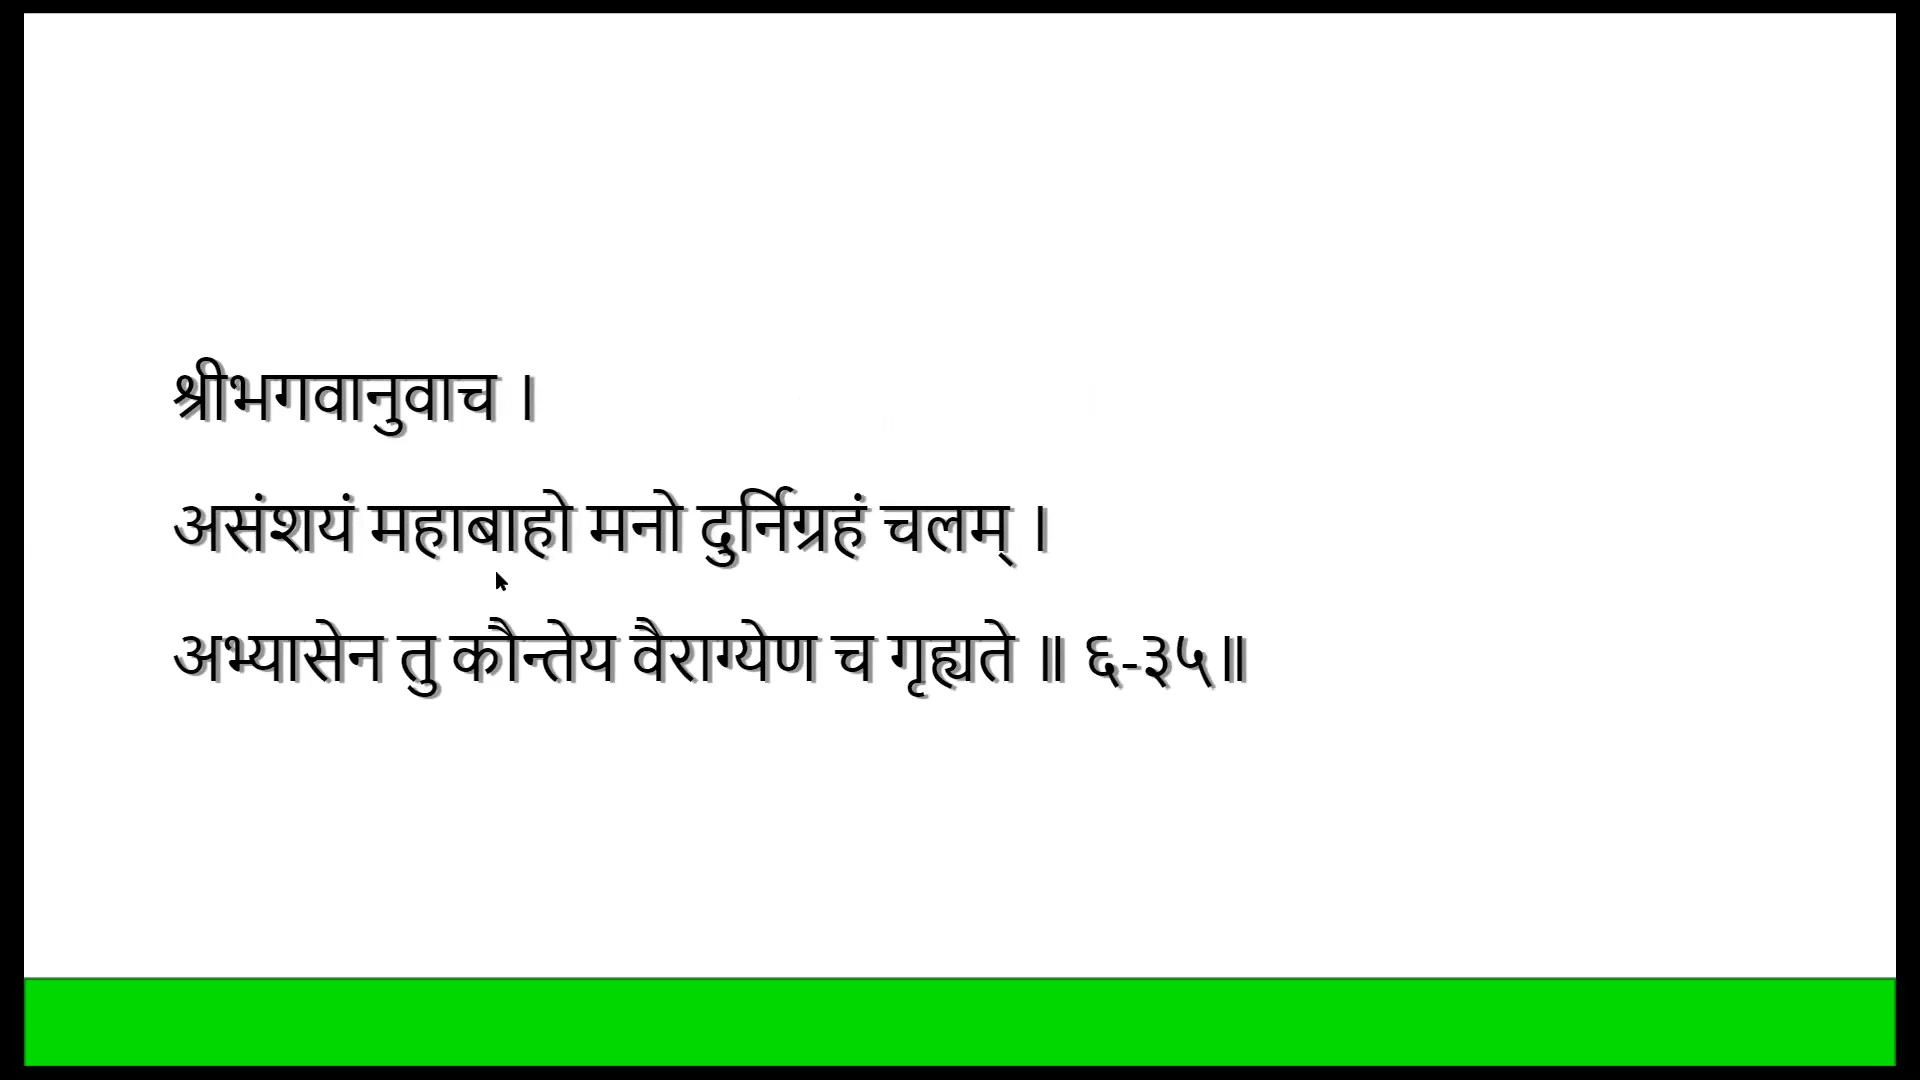 श्रीभगवानुवाच ।
असंशयं महाबाहो मनो दुर्निग्रहं चलम् ।
अभ्यासेन तु कौन्तेय वैराग्येण च गृह्यते ॥ ६-३५॥